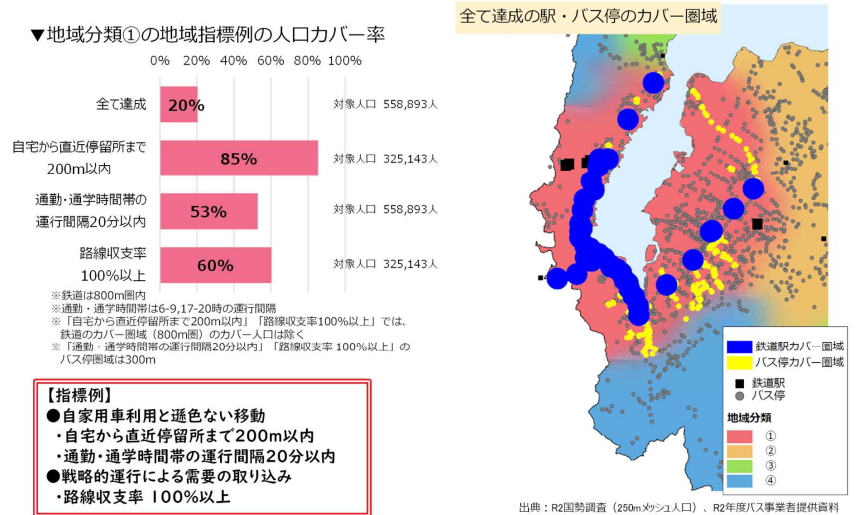 ▼地域分類①の地域指標例の人口カバー率
0% 20% 40% 60% 80% 100%
全て達成
20%
対象人口 558,893人
自宅から直近停留所まで
200m以内
85%
対象人口 325,143人
通勤・通学時間帯の
運行間隔20分以内
53%
対象人口 558,893人
路線収支率
100%以上
60%
対象人口 325,143人
※鉄道は800m圏内
※通勤・通学時間帯は6-9,17-20時の運行間隔
※「自宅から直近停留所まで200m以内」「路線収支率100%以上」では、
鉄道のカバー圏域（800m圏）のカバー人口は除く
※「通勤・通学時間帯の運行間隔20分以内」「路線収支率 100%以上」の
バス停圏域は300m
【指標例】
●自家用車利用と遜色ない移動
・自宅から直近停留所まで200m以内
・通勤・通学時間帯の運行間隔20分以内
●戦略的運行による需要の取り込み
・路線収支率 100%以上
全て達成の駅・バス停のカバー圏域
鉄道駅カバー圏域
バス停カバー圏域
鉄道駅
バス停
地域分類
①
②
③
④
出典：R2国勢調査（250mメッシュ人口）、R2年度バス事業者提供資料